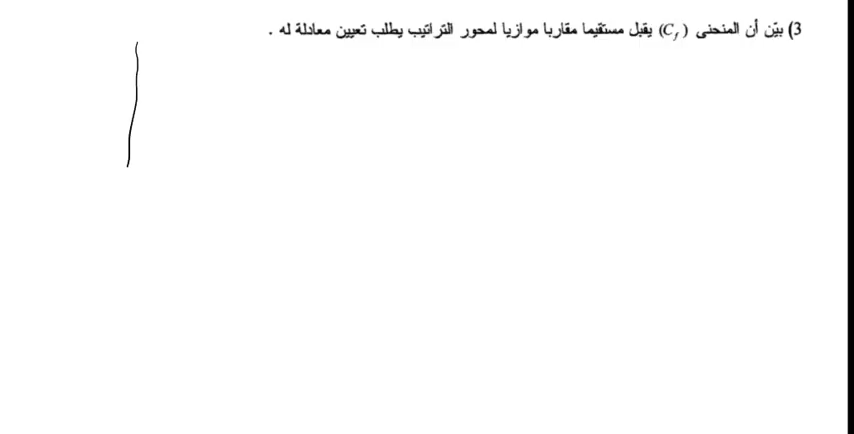 3) بيّن أن المنحنى (C_f) يقبل مستقيما مقاربا موازيا لمحور التراتيب يطلب تعيين معادلة له .